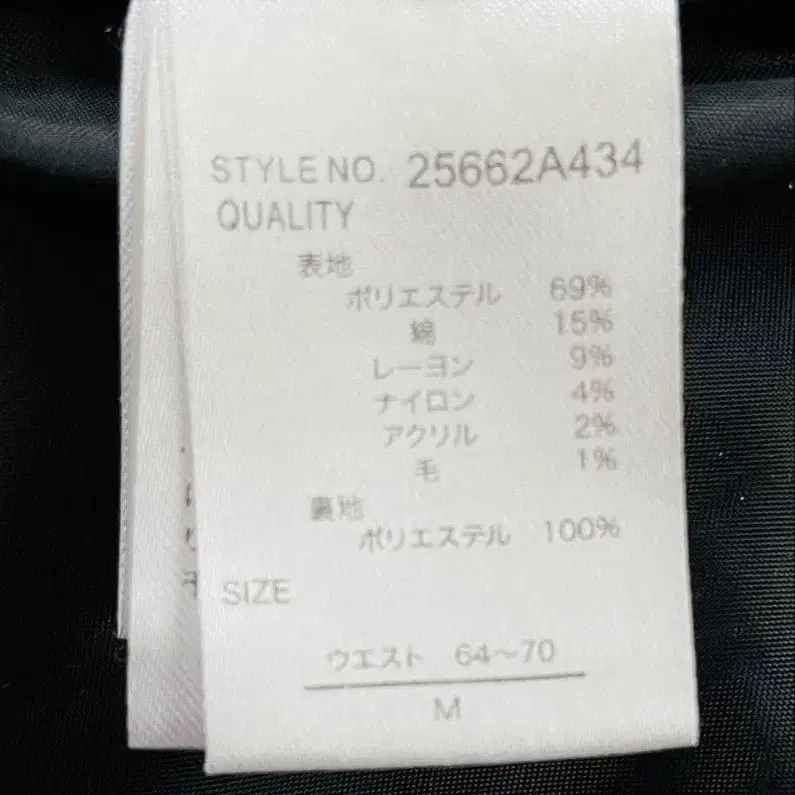 STYLE NO. 25662A434
QUALITY
表地
ポリエステル 69%
綿 15%
レーヨン 9%
ナイロン 4%
アクリル 2%
毛 1%
裏地
ポリエステル 100%
SIZE
ウエスト 64～70
M